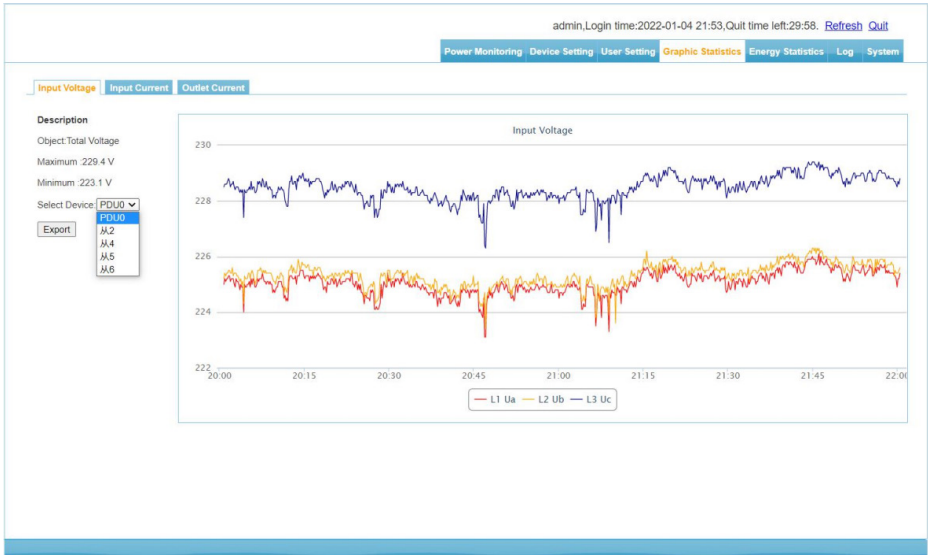 admin,Login time:2022-01-04 21:53,Quit time left:29:58. Refresh Quit
Power Monitoring Device Setting User Setting Graphic Statistics Energy Statistics Log System
Input Voltage Input Current Outlet Current
Description
Object:Total Voltage
Maximum :229.4 V
Minimum :223.1 V
Select Device: PDU0
PDU0
从2
从4
从5
从6
Export
Input Voltage
230
228
226
224
222
20:00 20:15 20:30 20:45 21:00 21:15 21:30 21:45 22:00
L1 Ua L2 Ub L3 Uc